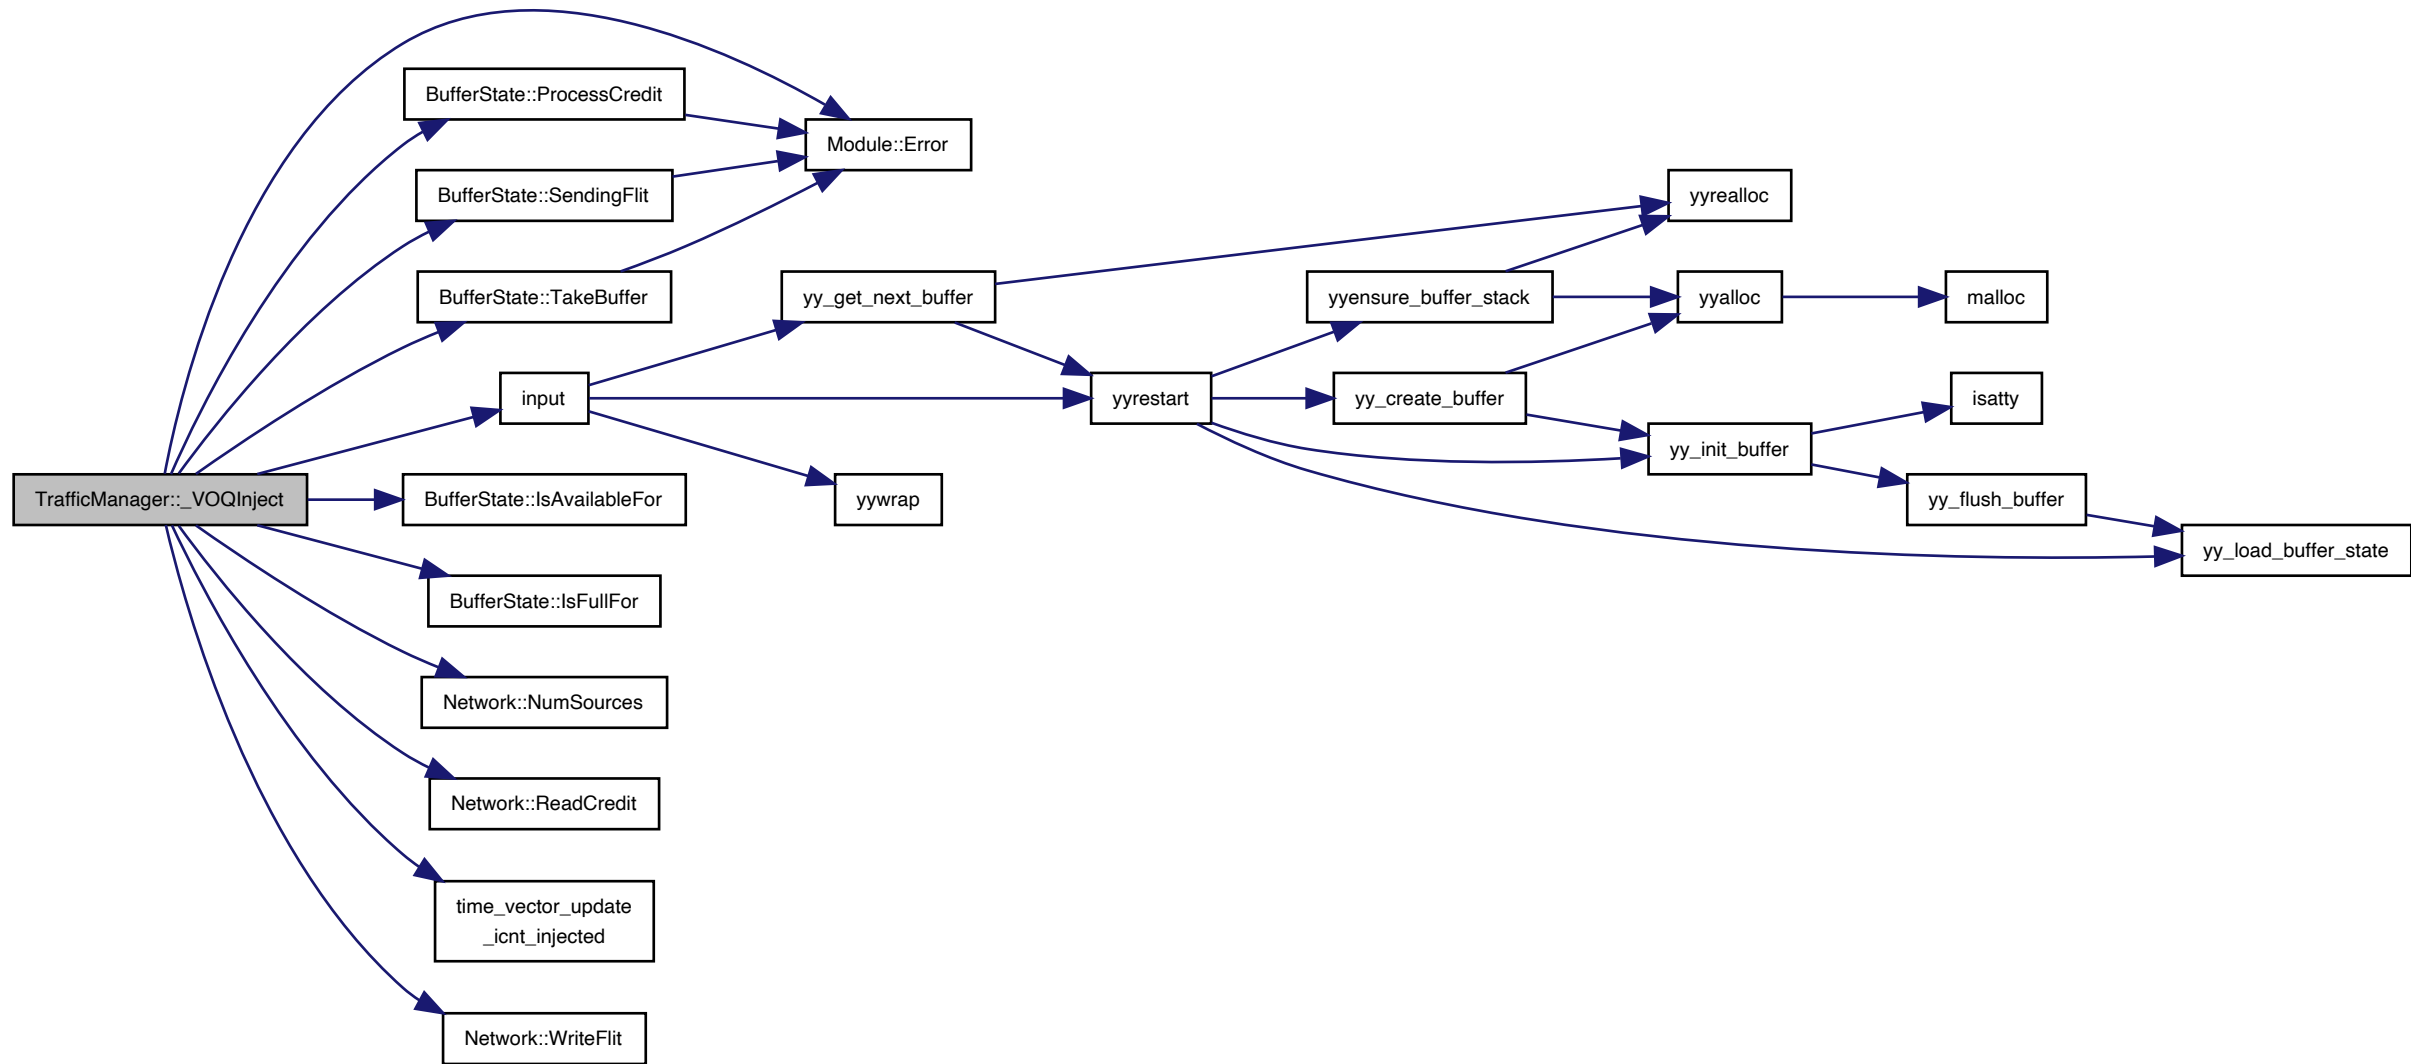 BufferState::ProcessCredit
Module::Error
BufferState::SendingFlit
yyrealloc
BufferState::TakeBuffer
yy_get_next_buffer
yyensure_buffer_stack
yyalloc
malloc
input
yyrestart
yy_create_buffer
isatty
yy_init_buffer
TrafficManager::_VOQInject
BufferState::IsAvailableFor
yywrap
yy_flush_buffer
yy_load_buffer_state
BufferState::IsFullFor
Network::NumSources
Network::ReadCredit
time_vector_update
_icnt_injected
Network::WriteFlit